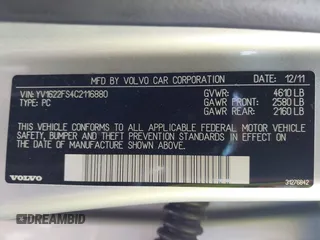 MFD. BY VOLVO CAR CORPORATION 12/11
VIN: YV1622FS4C2116880 GVWR: 4610 LB
TYPE: PC GAWR FRONT: 2580 LB
GAWR REAR: 2160 LB
THIS VEHICLE CONFORMS TO ALL APPLICABLE FEDERAL MOTOR VEHICLE
SAFETY, BUMPER, AND THEFT PREVENTION STANDARDS IN EFFECT ON
THE DATE OF MANUFACTURE SHOWN ABOVE.
VOLVO
31276842
DREAMBID